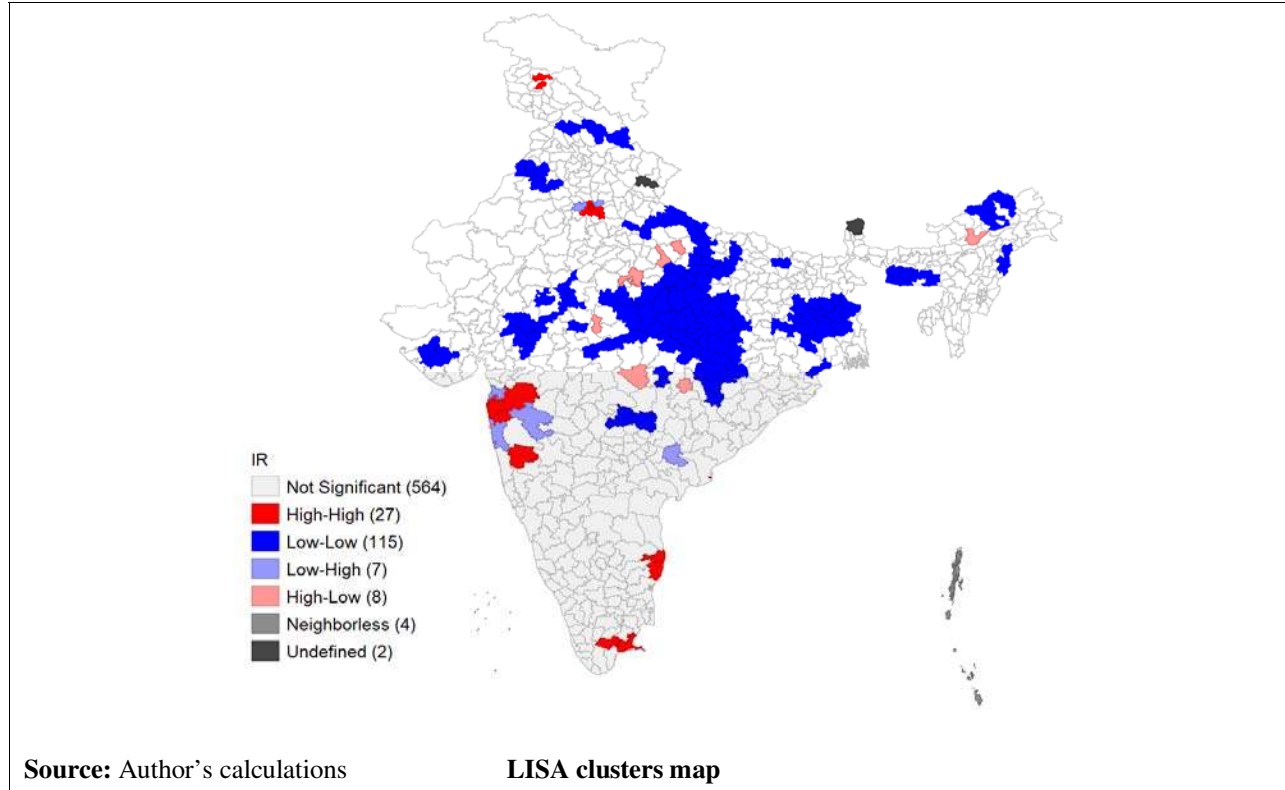 IR
Not Significant (564)
High-High (27)
Low-Low (115)
Low-High (7)
High-Low (8)
Neighborless (4)
Undefined (2)
Source: Author's calculations LISA clusters map